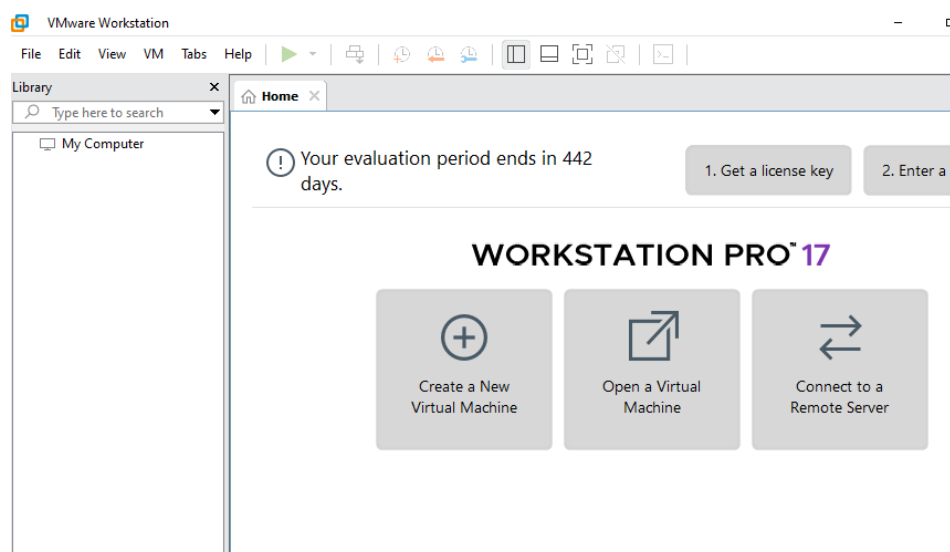 VMware Workstation
File Edit View VM Tabs Help
Library
Home
Type here to search
My Computer
Your evaluation period ends in 442
days.
1. Get a license key
2. Enter a
WORKSTATION PRO™ 17
Create a New
Virtual Machine
Open a Virtual
Machine
Connect to a
Remote Server